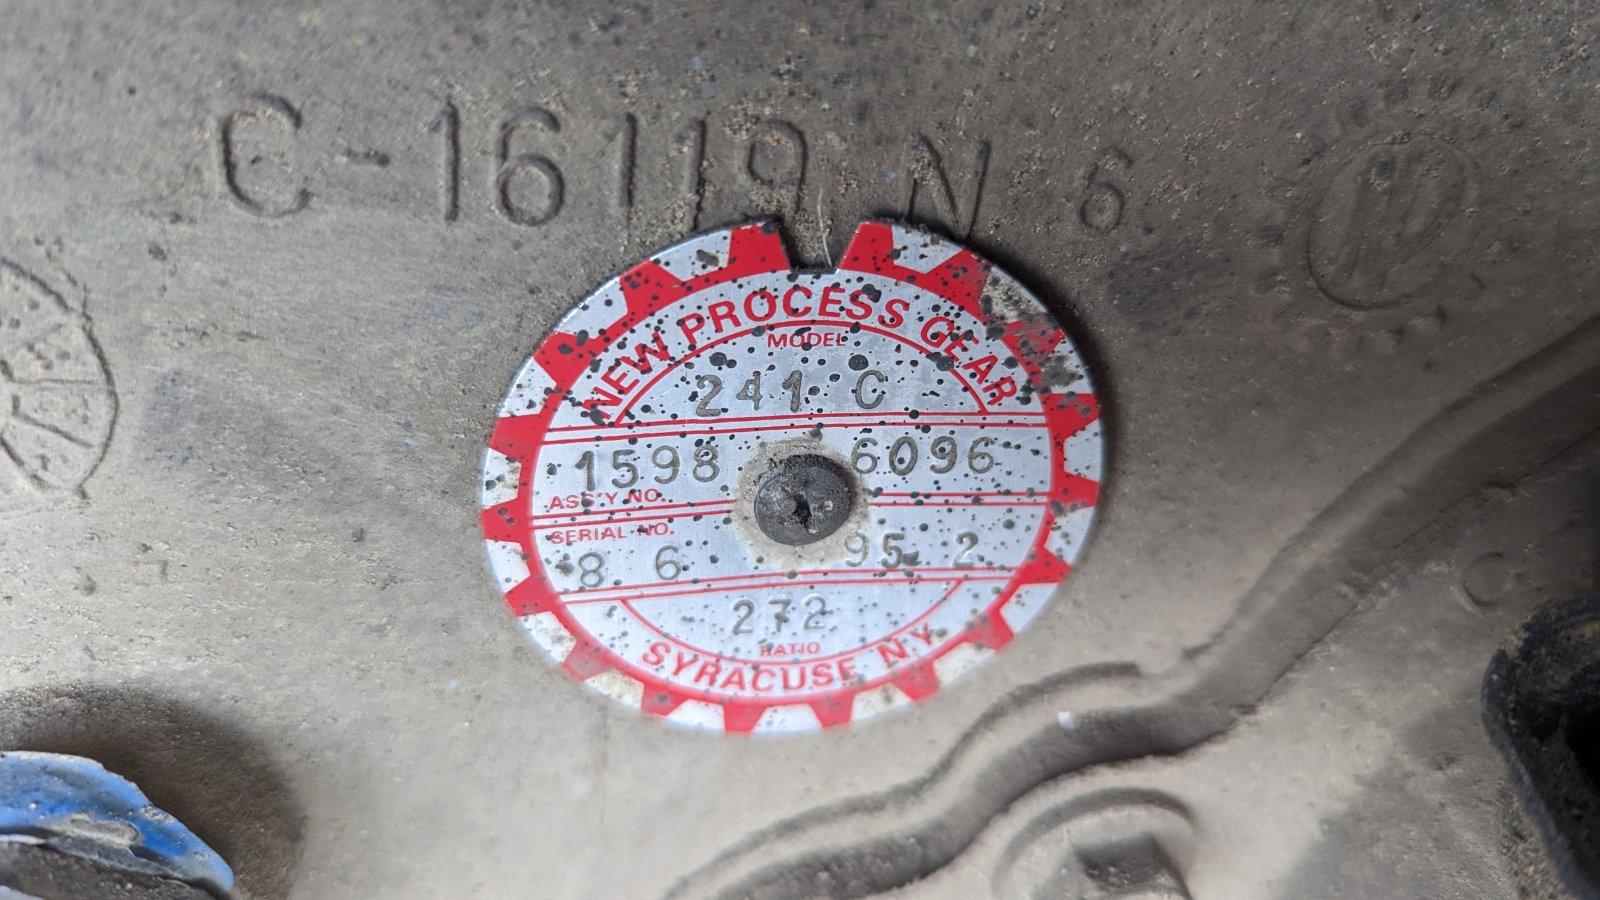 C-16119 N 6
NEW PROCESS GEAR
MODEL
241 C
1598 6096
ASS'Y NO.
SERIAL NO.
8 6 95 2
272
RATIO
SYRACUSE N.Y.